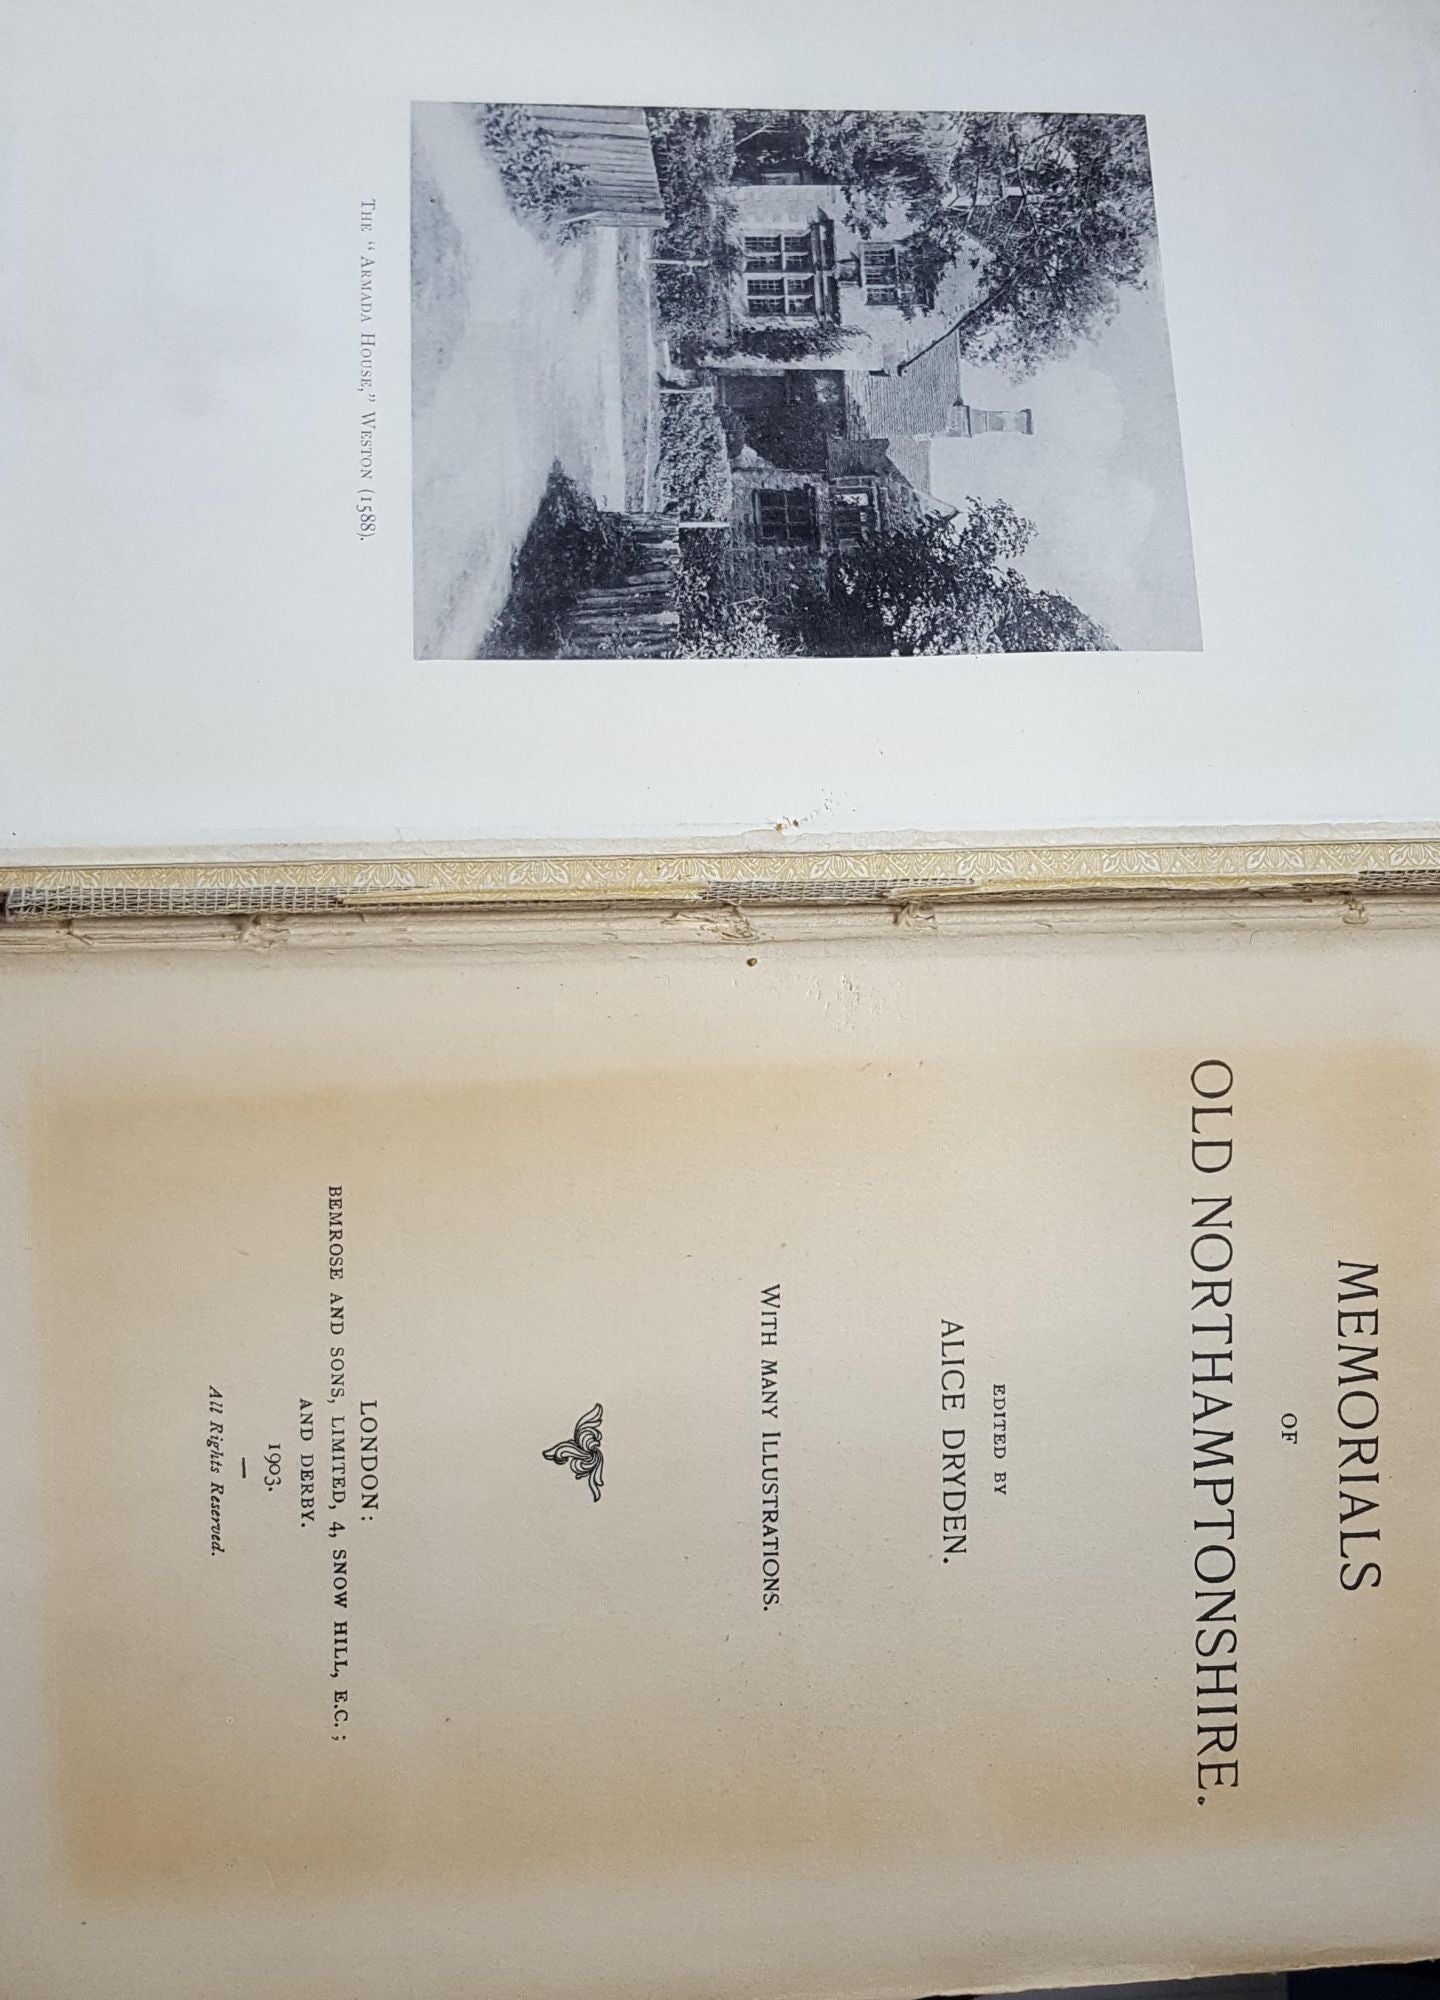 THE "ARMADA HOUSE," WESTON (1588).
MEMORIALS
OF
OLD NORTHAMPTONSHIRE.
EDITED BY
ALICE DRYDEN.
WITH MANY ILLUSTRATIONS.
LONDON:
BEMROSE AND SONS, LIMITED, 4, SNOW HILL, E.C.;
AND DERBY.
1903.
All Rights Reserved.